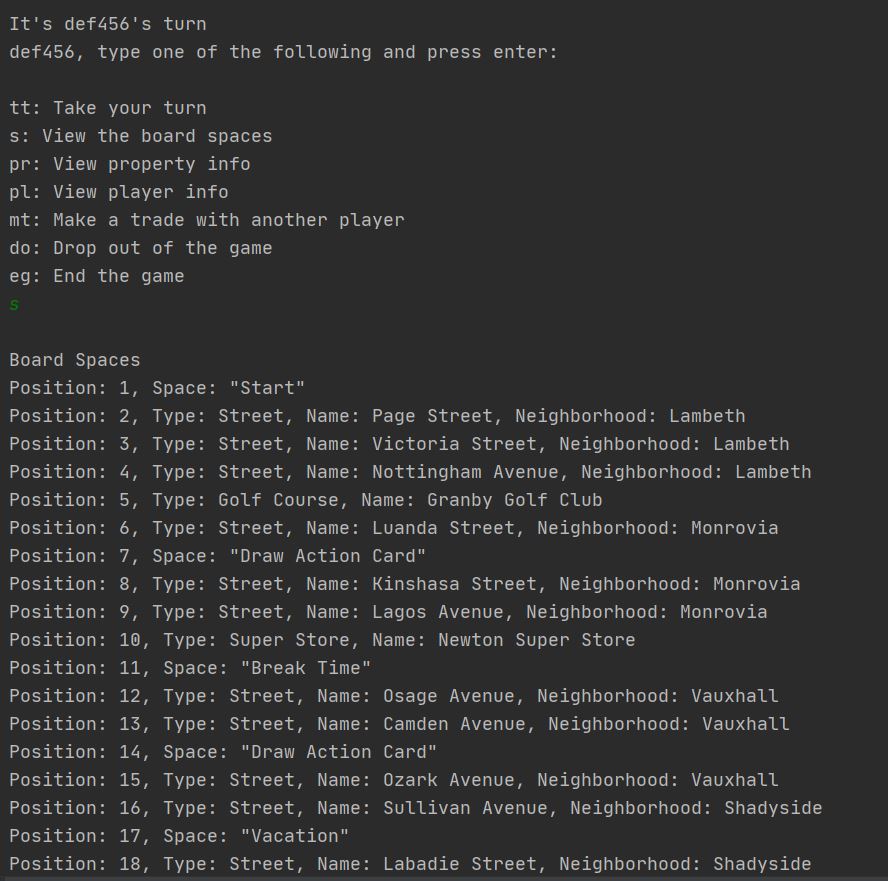 It's def456's turn
def456, type one of the following and press enter:
tt: Take your turn
s: View the board spaces
pr: View property info
pl: View player info
mt: Make a trade with another player
do: Drop out of the game
eg: End the game
s
Board Spaces
Position: 1, Space: "Start"
Position: 2, Type: Street, Name: Page Street, Neighborhood: Lambeth
Position: 3, Type: Street, Name: Victoria Street, Neighborhood: Lambeth
Position: 4, Type: Street, Name: Nottingham Avenue, Neighborhood: Lambeth
Position: 5, Type: Golf Course, Name: Granby Golf Club
Position: 6, Type: Street, Name: Luanda Street, Neighborhood: Monrovia
Position: 7, Space: "Draw Action Card"
Position: 8, Type: Street, Name: Kinshasa Street, Neighborhood: Monrovia
Position: 9, Type: Street, Name: Lagos Avenue, Neighborhood: Monrovia
Position: 10, Type: Super Store, Name: Newton Super Store
Position: 11, Space: "Break Time"
Position: 12, Type: Street, Name: Osage Avenue, Neighborhood: Vauxhall
Position: 13, Type: Street, Name: Camden Avenue, Neighborhood: Vauxhall
Position: 14, Space: "Draw Action Card"
Position: 15, Type: Street, Name: Ozark Avenue, Neighborhood: Vauxhall
Position: 16, Type: Street, Name: Sullivan Avenue, Neighborhood: Shadyside
Position: 17, Space: "Vacation"
Position: 18, Type: Street, Name: Labadie Street, Neighborhood: Shadyside